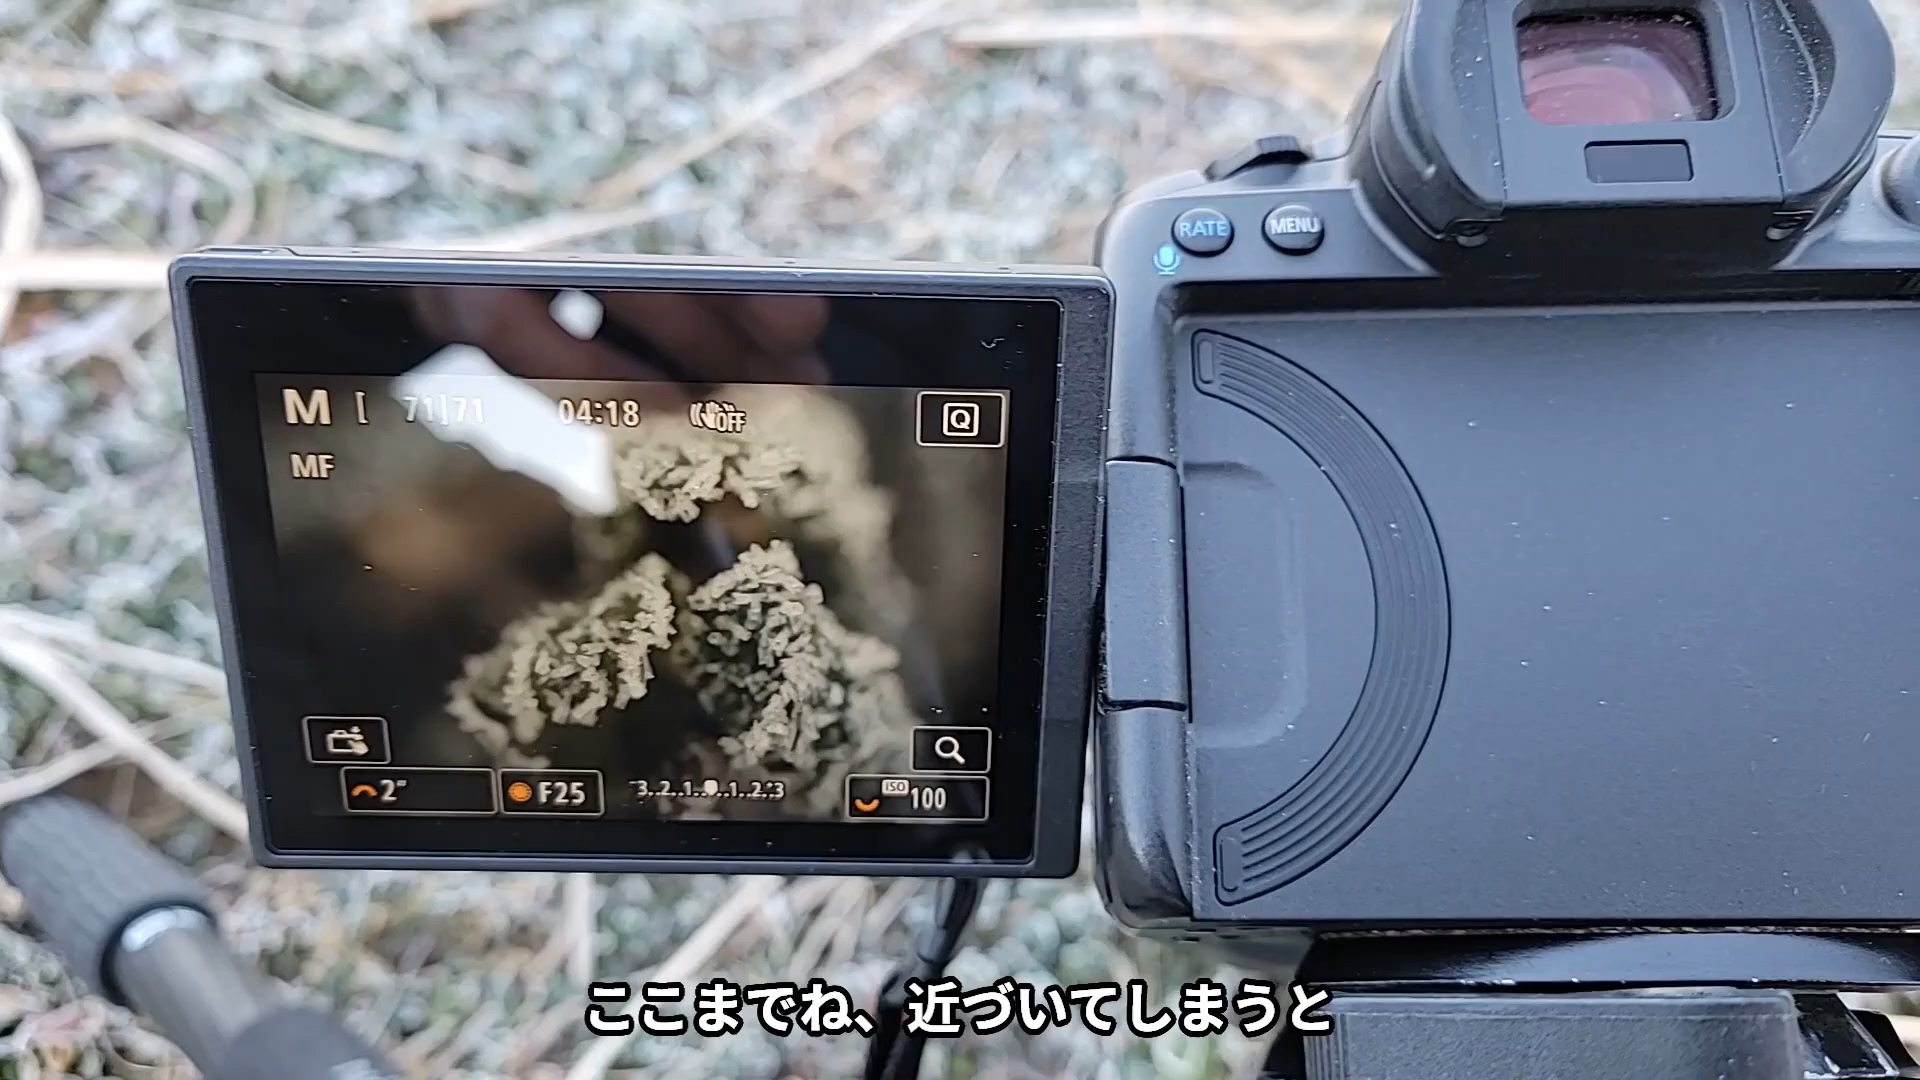 RATE MENU
M [ 71]71 04:18 OFF Q
MF
2" F25 3..2..1..0..1..2..3 ISO 100
ここまでね、近づいてしまうと